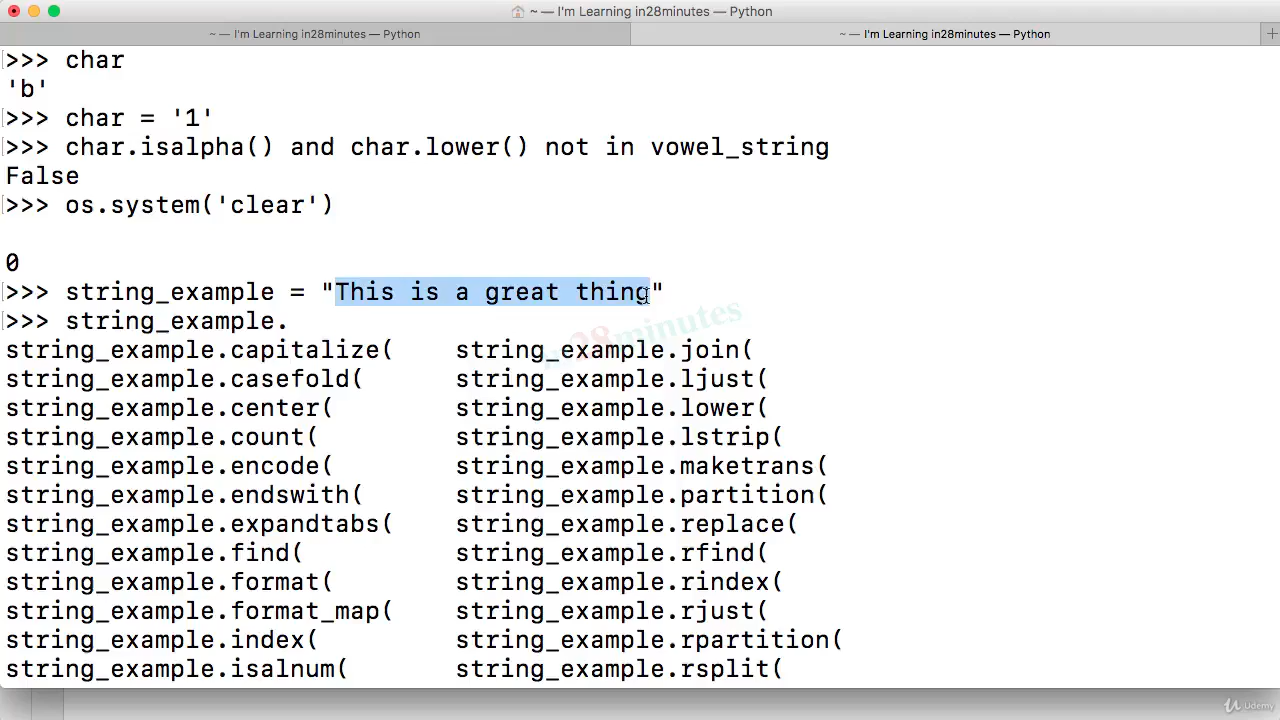 ~ — I'm Learning in28minutes — Python
~ — I'm Learning in28minutes — Python
~ — I'm Learning in28minutes — Python
>>> char
'b'
>>> char = '1'
>>> char.isalpha() and char.lower() not in vowel_string
False
>>> os.system('clear')
0
>>> string_example = "This is a great thing"
>>> string_example.
string_example.capitalize( string_example.join(
string_example.casefold( string_example.ljust(
string_example.center( string_example.lower(
string_example.count( string_example.lstrip(
string_example.encode( string_example.maketrans(
string_example.endswith( string_example.partition(
string_example.expandtabs( string_example.replace(
string_example.find( string_example.rfind(
string_example.format( string_example.rindex(
string_example.format_map( string_example.rjust(
string_example.index( string_example.rpartition(
string_example.isalnum( string_example.rsplit(
in28minutes
Udemy